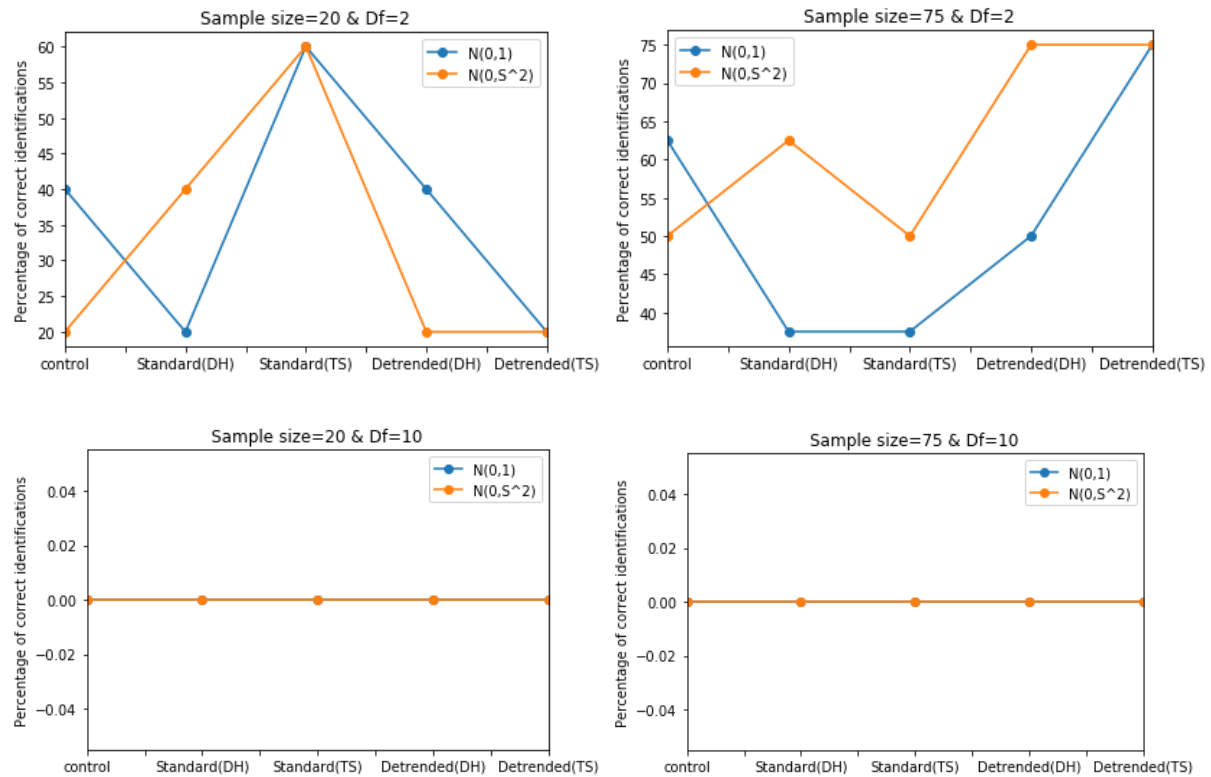 Sample size=20 & Df=2
Percentage of correct identifications
60
55
50
45
40
35
30
25
20
N(0,1)
N(0,S^2)
control
Standard(DH)
Standard(TS)
Detrended(DH)
Detrended(TS)
Sample size=75 & Df=2
Percentage of correct identifications
75
70
65
60
55
50
45
40
N(0,1)
N(0,S^2)
control
Standard(DH)
Standard(TS)
Detrended(DH)
Detrended(TS)
Sample size=20 & Df=10
Percentage of correct identifications
0.04
0.02
0.00
−0.02
−0.04
N(0,1)
N(0,S^2)
control
Standard(DH)
Standard(TS)
Detrended(DH)
Detrended(TS)
Sample size=75 & Df=10
Percentage of correct identifications
0.04
0.02
0.00
−0.02
−0.04
N(0,1)
N(0,S^2)
control
Standard(DH)
Standard(TS)
Detrended(DH)
Detrended(TS)